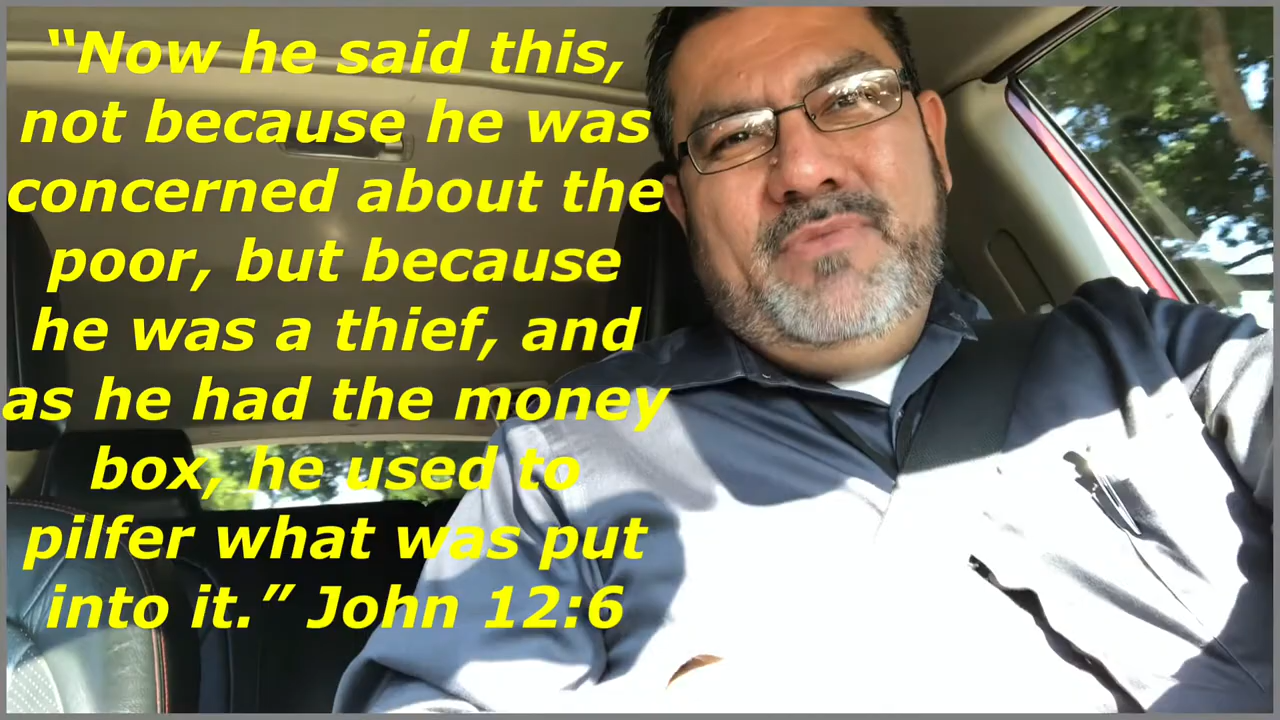 “Now he said this,
not because he was
concerned about the
poor, but because
he was a thief, and
as he had the money
box, he used to
pilfer what was put
into it.” John 12:6